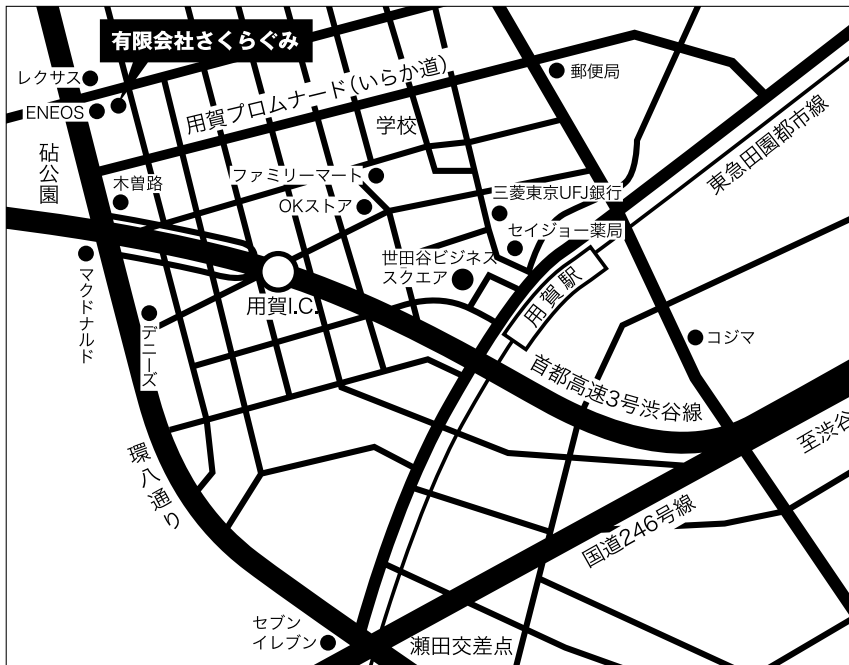 有限会社さくらぐみ
レクサス
ENEOS
用賀プロムナード(いらか道)
郵便局
学校
東急田園都市線
砧公園
木曽路
ファミリーマート
OKストア
三菱東京UFJ銀行
セイジョー薬局
世田谷ビジネス
スクエア
マクドナルド
用賀I.C.
用賀駅
デニーズ
コジマ
首都高速3号渋谷線
至渋谷
環八通り
国道246号線
セブン
イレブン
瀬田交差点